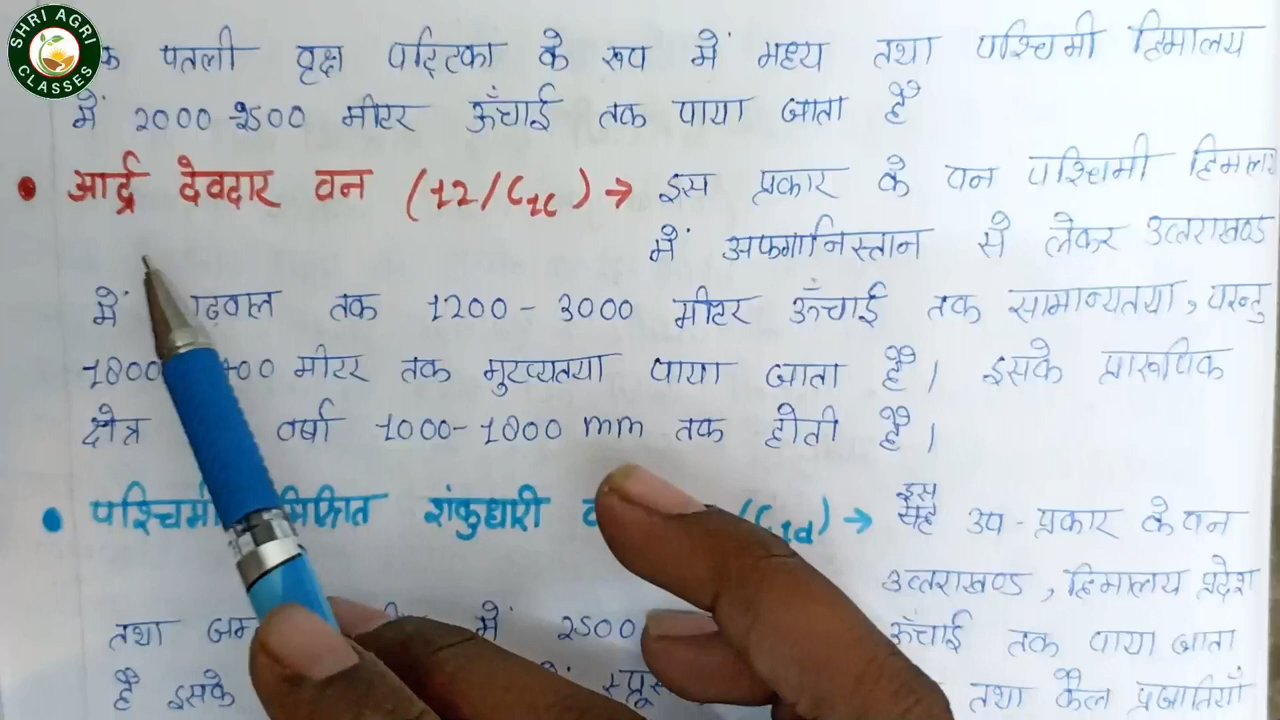 SHRI AGRI CLASSES
पतली वृक्ष पट्टिका के रूप में मध्य तथा पश्चिमी हिमालय
में 2000-2500 मीटर ऊँचाई तक पाया जाता है
• आर्द्र देवदार वन (12/C1c) → इस प्रकार के वन पश्चिमी हिमालय
में अफगानिस्तान से लेकर उत्तराखण्ड
में गढ़वाल तक 1200-3000 मीटर ऊँचाई तक सामान्यतया, परन्तु
1800 मीटर तक मुख्यतया पाया जाता है। इसके प्रारूपिक
क्षेत्र वर्षा 1000-1800 mm तक होती है।
• पश्चिमी मिश्रित शंकुधारी (C1d) → इस उप-प्रकार के वन
उत्तराखण्ड, हिमालय प्रदेश
तथा में 2500 ऊँचाई तक पाया जाता
है इसके तथा कैल प्रजातियाँ